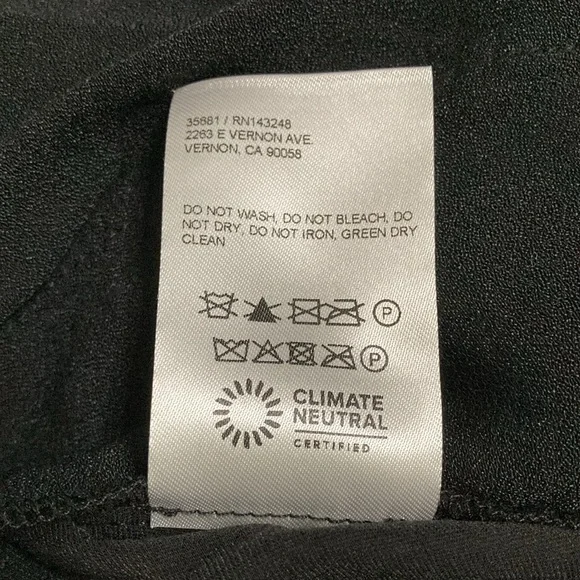 35681 / RN143248
2263 E VERNON AVE.
VERNON, CA 90058
DO NOT WASH, DO NOT BLEACH, DO
NOT DRY, DO NOT IRON, GREEN DRY
CLEAN
P
P
CLIMATE
NEUTRAL
CERTIFIED